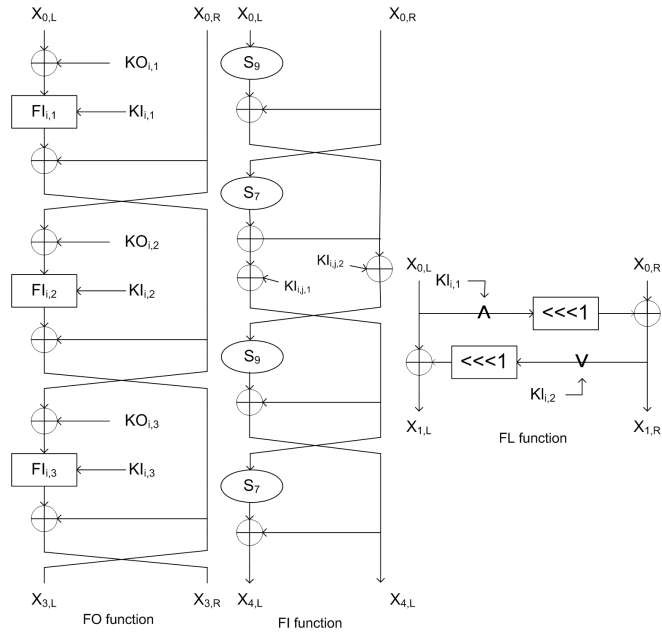 X0,L X0,R
KOi,1
FIi,1 KIi,1
KOi,2
FIi,2 KIi,2
KOi,3
FIi,3 KIi,3
X3,L X3,R
FO function
X0,L X0,R
S9
S7
KIi,j,2
KIi,j,1
S9
S7
X4,L X4,L
FI function
X0,L X0,R
KIi,1
∧ <<<1
<<<1 ∨
KIi,2
X1,L X1,R
FL function